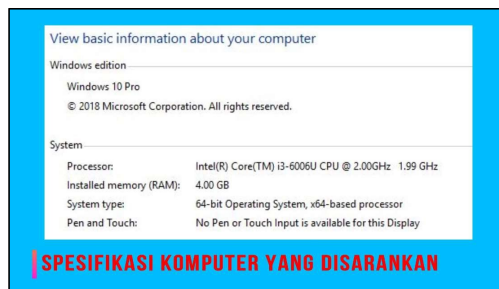 View basic information about your computer
Windows edition
Windows 10 Pro
© 2018 Microsoft Corporation. All rights reserved.
System
Processor: Intel(R) Core(TM) i3-6006U CPU @ 2.00GHz 1.99 GHz
Installed memory (RAM): 4.00 GB
System type: 64-bit Operating System, x64-based processor
Pen and Touch: No Pen or Touch Input is available for this Display
SPESIFIKASI KOMPUTER YANG DISARANKAN